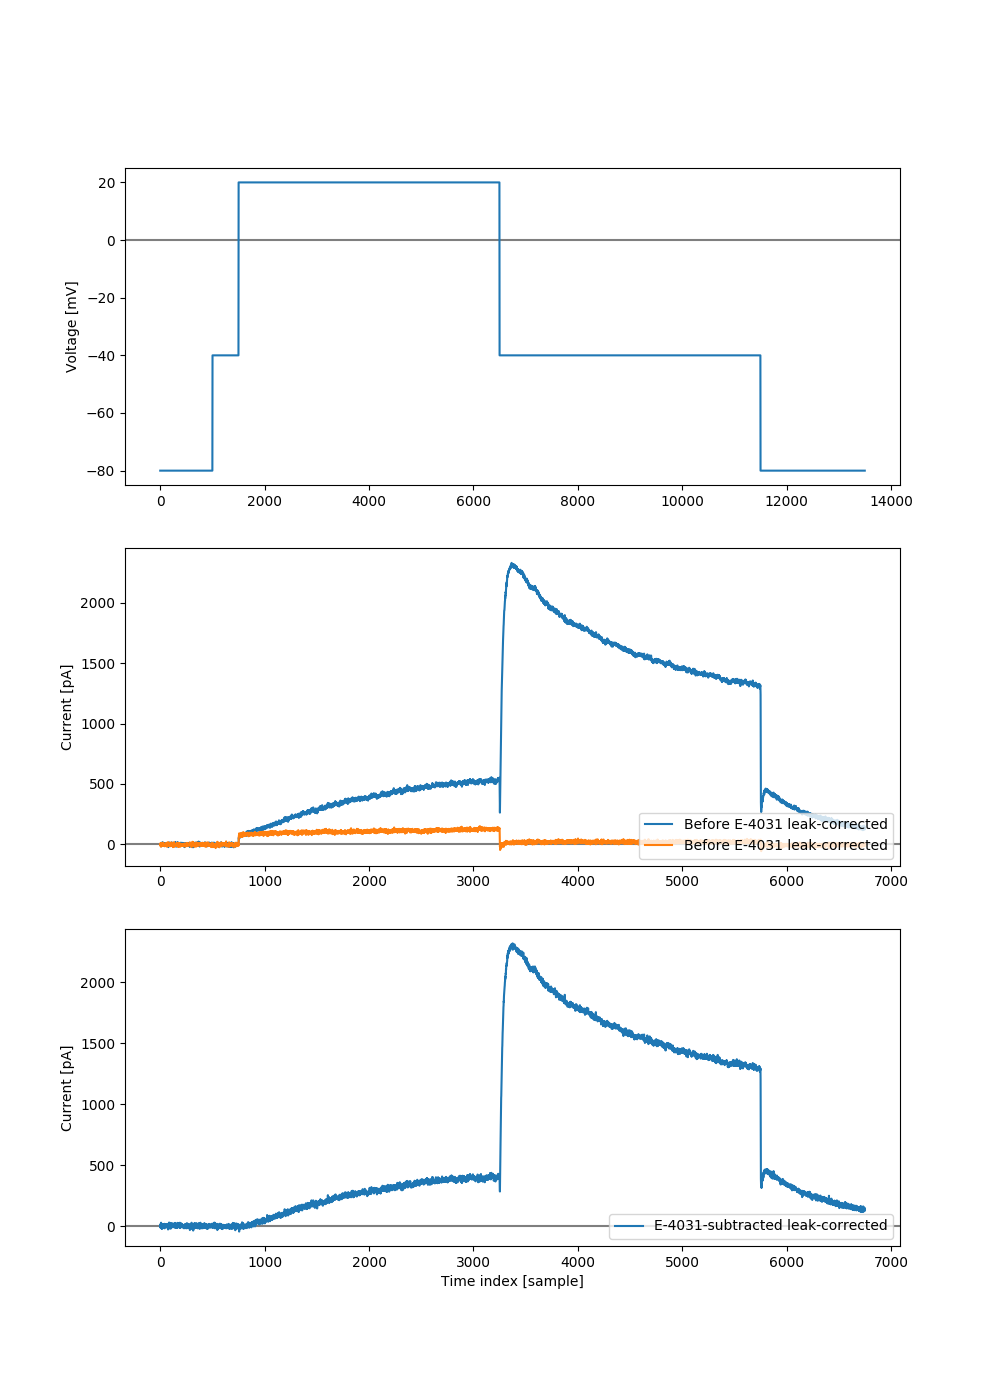 20
0
−20
−40
−60
−80
Voltage [mV]
0 2000 4000 6000 8000 10000 12000 14000
2000
1500
1000
500
0
Current [pA]
Before E-4031 leak-corrected
Before E-4031 leak-corrected
0 1000 2000 3000 4000 5000 6000 7000
2000
1500
1000
500
0
Current [pA]
E-4031-subtracted leak-corrected
0 1000 2000 3000 4000 5000 6000 7000
Time index [sample]